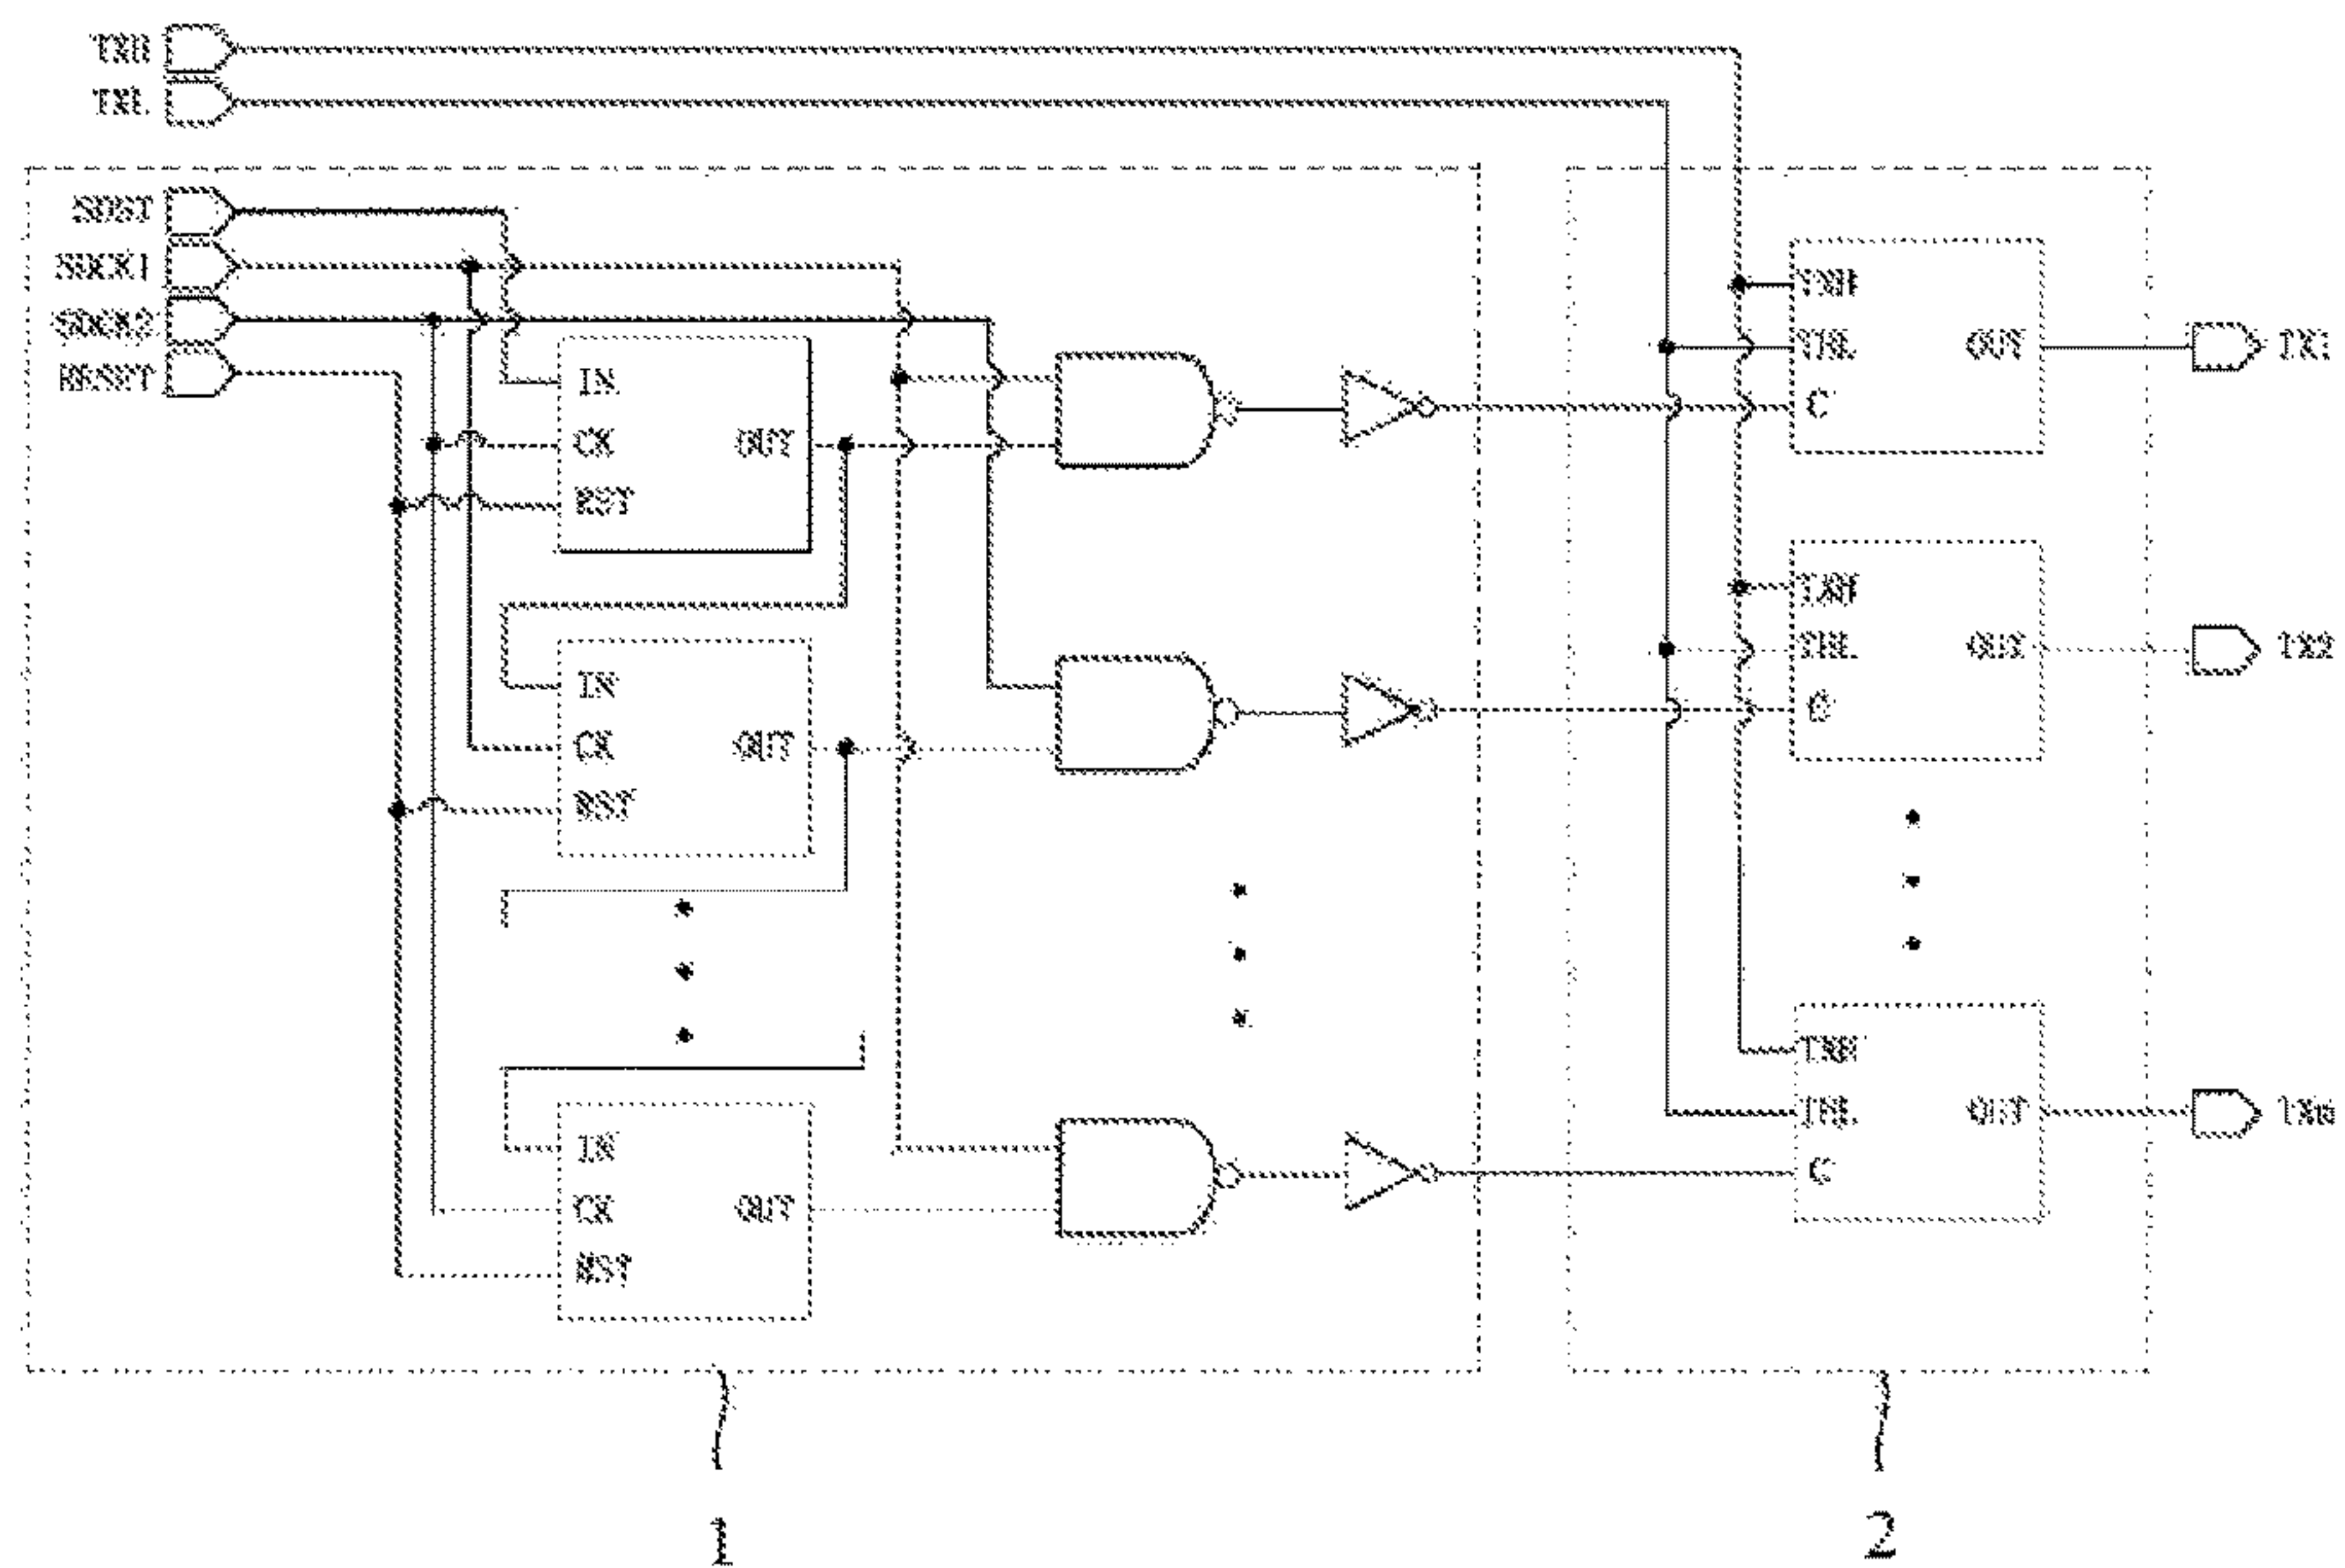 TXH
TXL
SDST
SDCK1
SDCK2
RESET
IN
CK
RST
OUT
IN
CK
RST
OUT
IN
CK
RST
OUT
TXH
TXL
C
OUT
TX1
TXH
TXL
C
OUT
TX2
TXH
TXL
C
OUT
TXn
1
2